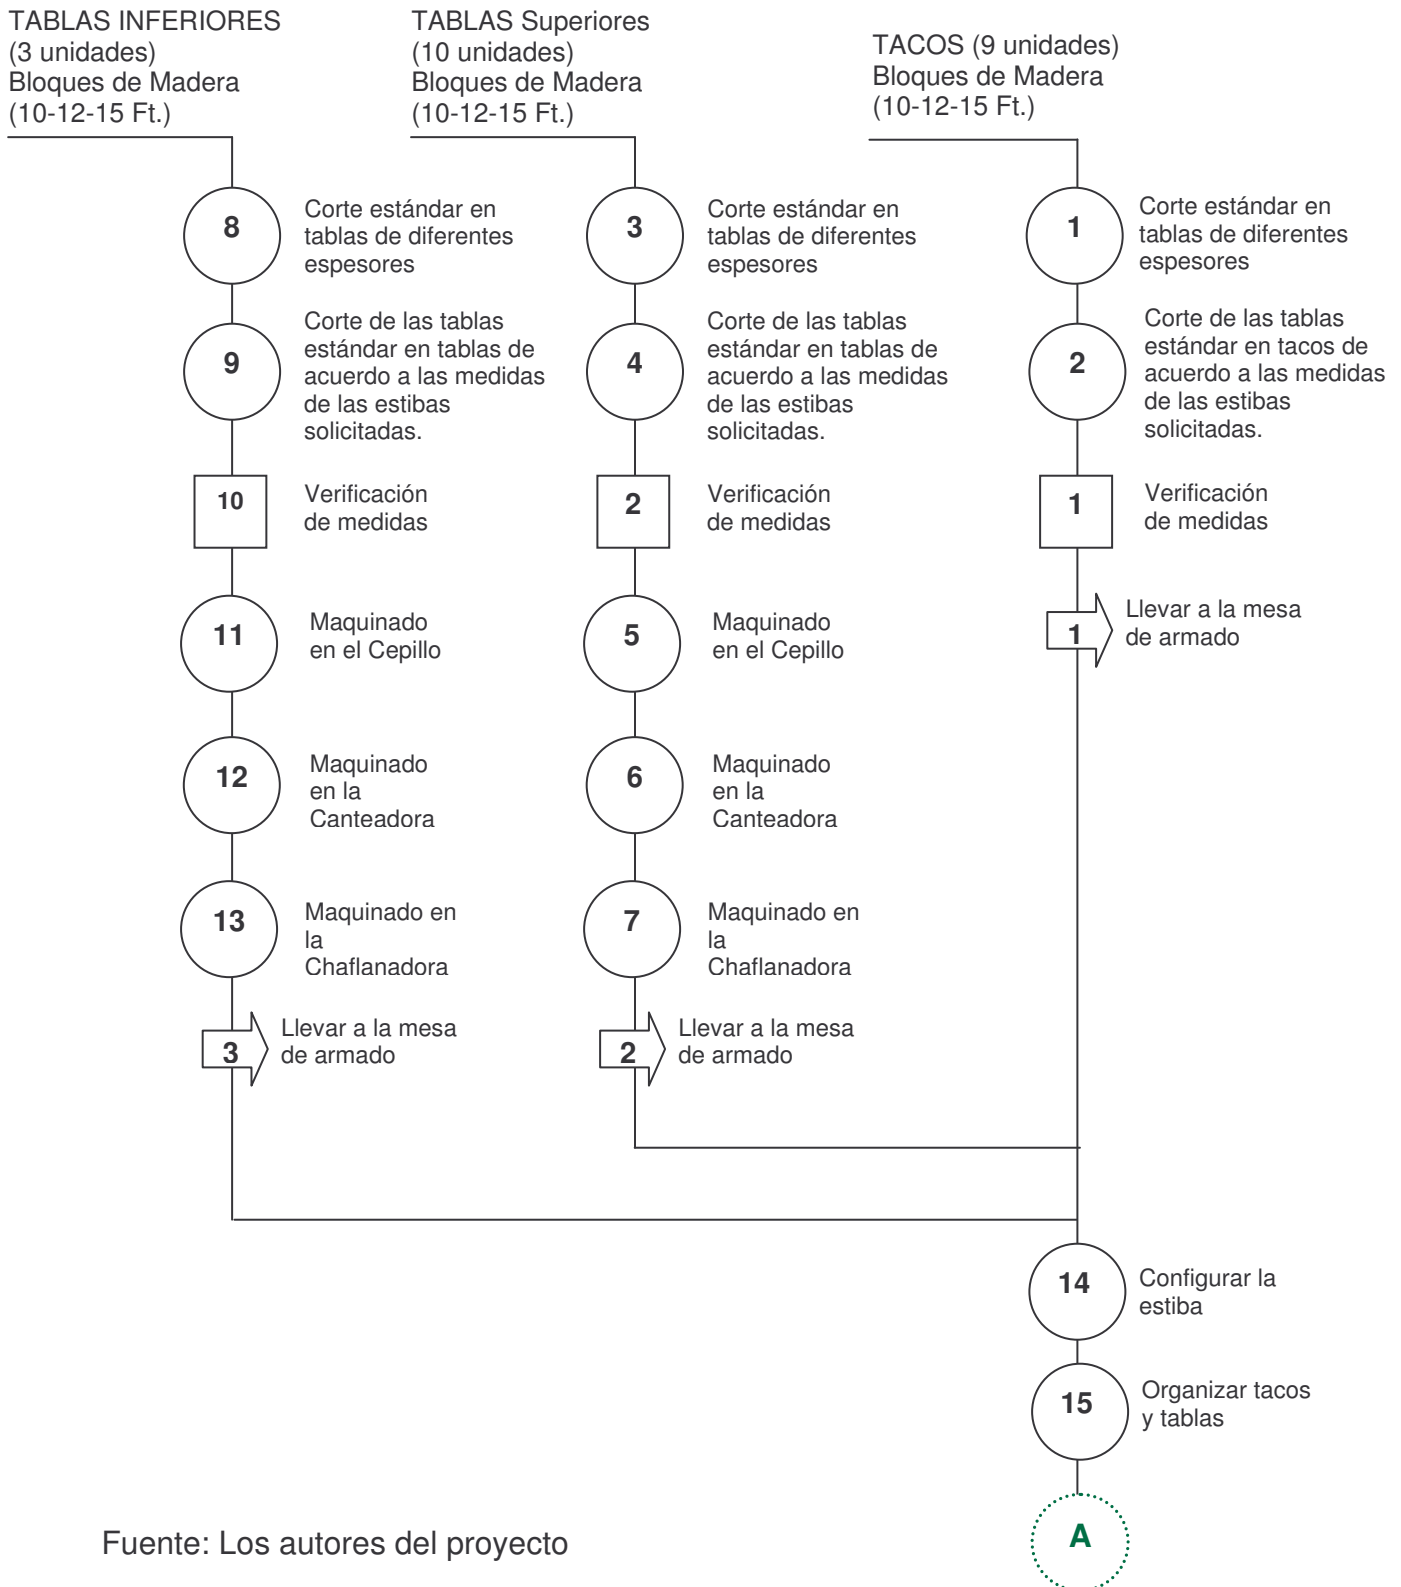 TABLAS INFERIORES
(3 unidades)
Bloques de Madera
(10-12-15 Ft.)
TABLAS Superiores
(10 unidades)
Bloques de Madera
(10-12-15 Ft.)
TACOS (9 unidades)
Bloques de Madera
(10-12-15 Ft.)
8
Corte estándar en
tablas de diferentes
espesores
3
Corte estándar en
tablas de diferentes
espesores
1
Corte estándar en
tablas de diferentes
espesores
9
Corte de las tablas
estándar en tablas de
acuerdo a las medidas
de las estibas
solicitadas.
4
Corte de las tablas
estándar en tablas de
acuerdo a las medidas
de las estibas
solicitadas.
2
Corte de las tablas
estándar en tacos de
acuerdo a las medidas
de las estibas
solicitadas.
10
Verificación
de medidas
2
Verificación
de medidas
1
Verificación
de medidas
11
Maquinado
en el Cepillo
5
Maquinado
en el Cepillo
1
Llevar a la mesa
de armado
12
Maquinado
en la
Canteadora
6
Maquinado
en la
Canteadora
13
Maquinado en
la
Chaflanadora
7
Maquinado en
la
Chaflanadora
3
Llevar a la mesa
de armado
2
Llevar a la mesa
de armado
14
Configurar la
estiba
15
Organizar tacos
y tablas
A
Fuente: Los autores del proyecto